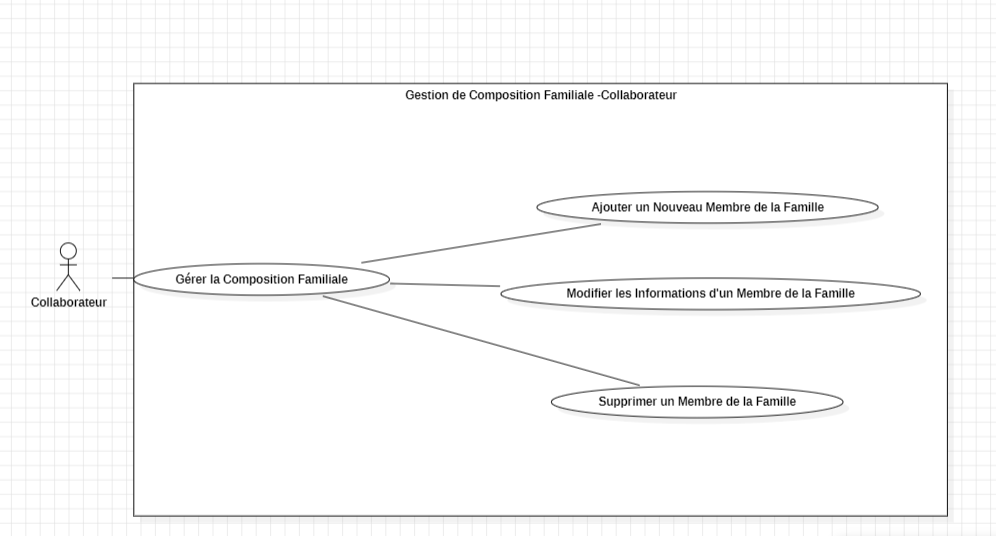 Gestion de Composition Familiale -Collaborateur
Ajouter un Nouveau Membre de la Famille
Gérer la Composition Familiale
Modifier les Informations d'un Membre de la Famille
Collaborateur
Supprimer un Membre de la Famille